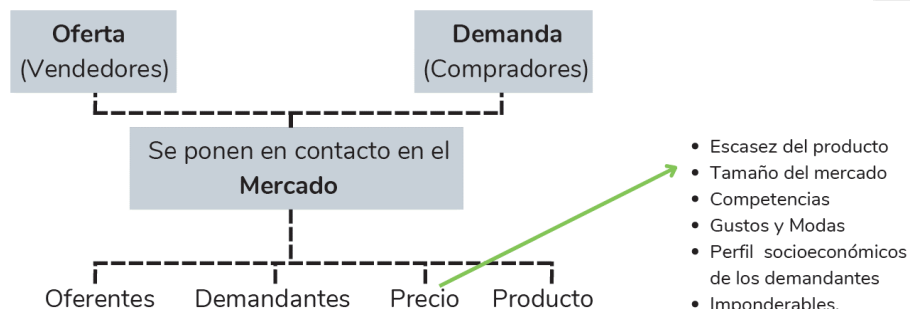 Oferta
(Vendedores)
Demanda
(Compradores)
Se ponen en contacto en el
Mercado
Oferentes
Demandantes
Precio
Producto
• Escasez del producto
• Tamaño del mercado
• Competencias
• Gustos y Modas
• Perfil socioeconómicos
de los demandantes
• Imponderables.